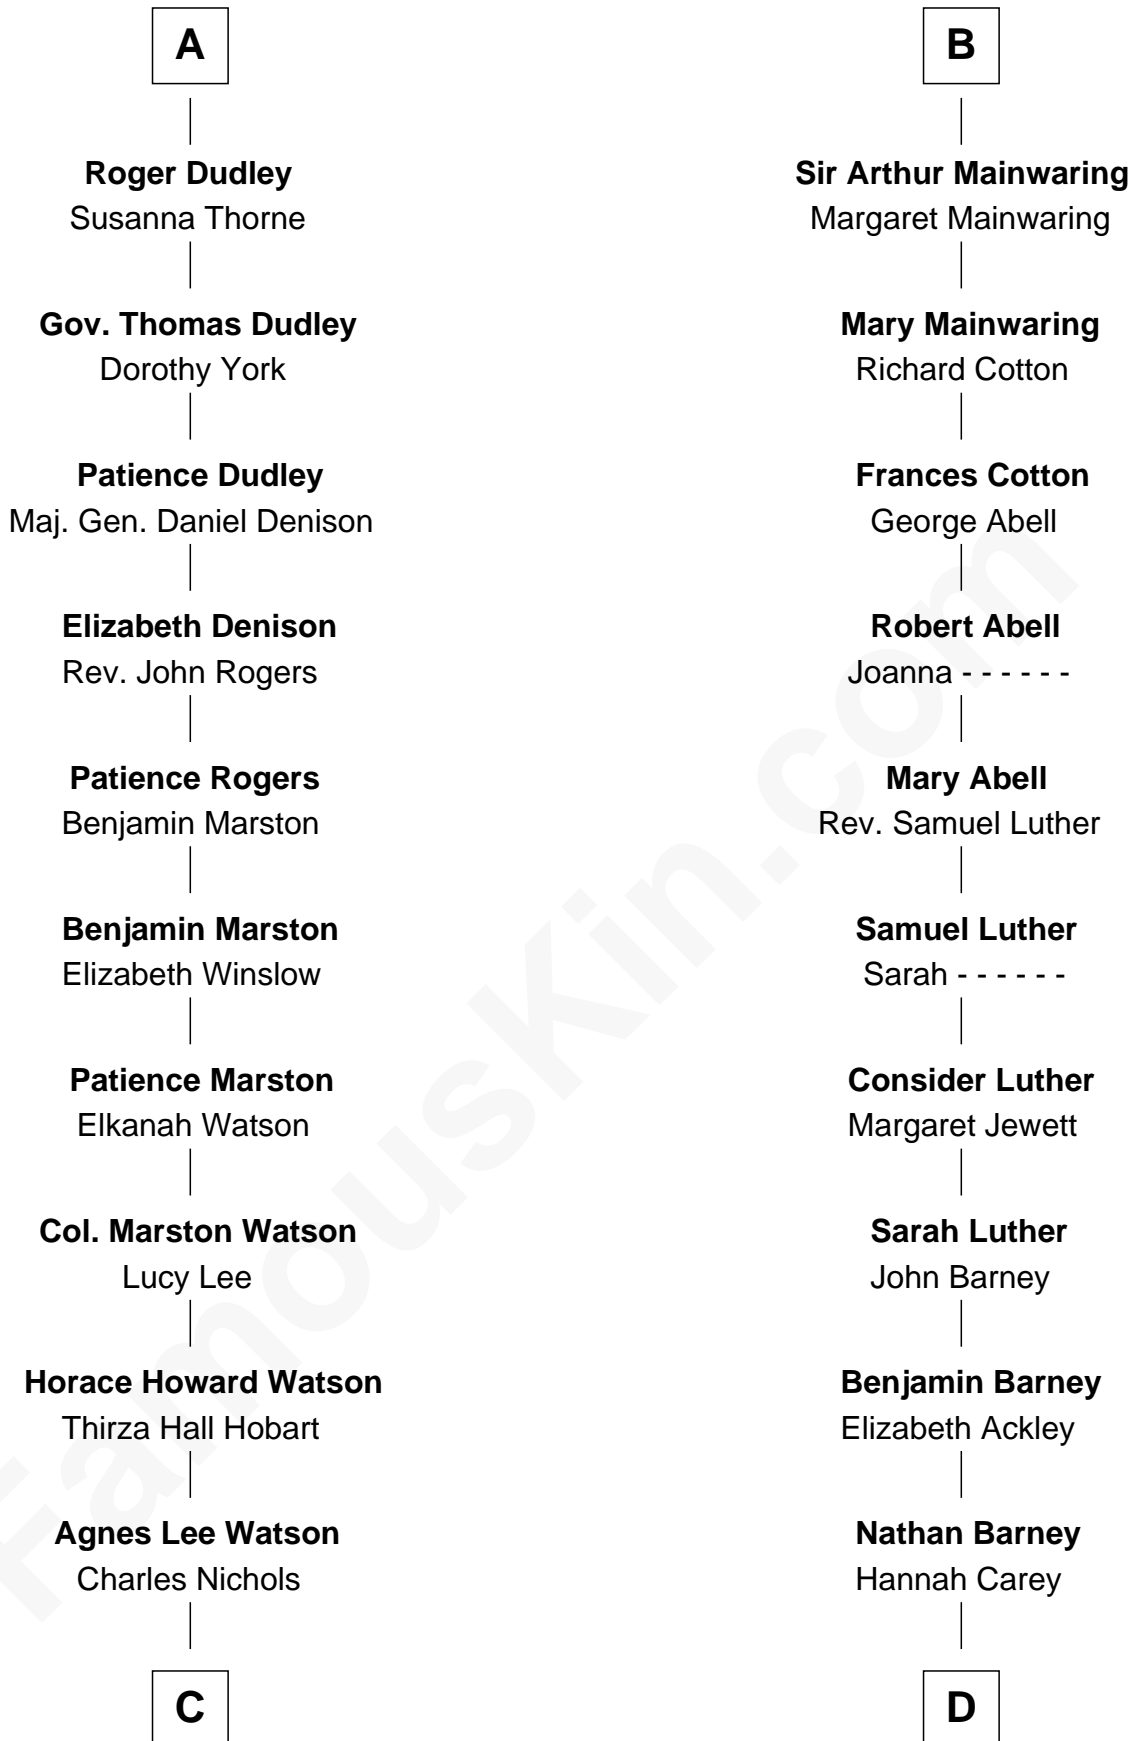 A
Roger Dudley
Susanna Thorne
Gov. Thomas Dudley
Dorothy York
Patience Dudley
Maj. Gen. Daniel Denison
Elizabeth Denison
Rev. John Rogers
Patience Rogers
Benjamin Marston
Benjamin Marston
Elizabeth Winslow
Patience Marston
Elkanah Watson
Col. Marston Watson
Lucy Lee
Horace Howard Watson
Thirza Hall Hobart
Agnes Lee Watson
Charles Nichols
C
B
Sir Arthur Mainwaring
Margaret Mainwaring
Mary Mainwaring
Richard Cotton
Frances Cotton
George Abell
Robert Abell
Joanna - - - - - -
Mary Abell
Rev. Samuel Luther
Samuel Luther
Sarah - - - - - -
Consider Luther
Margaret Jewett
Sarah Luther
John Barney
Benjamin Barney
Elizabeth Ackley
Nathan Barney
Hannah Carey
D
FamousKin.com